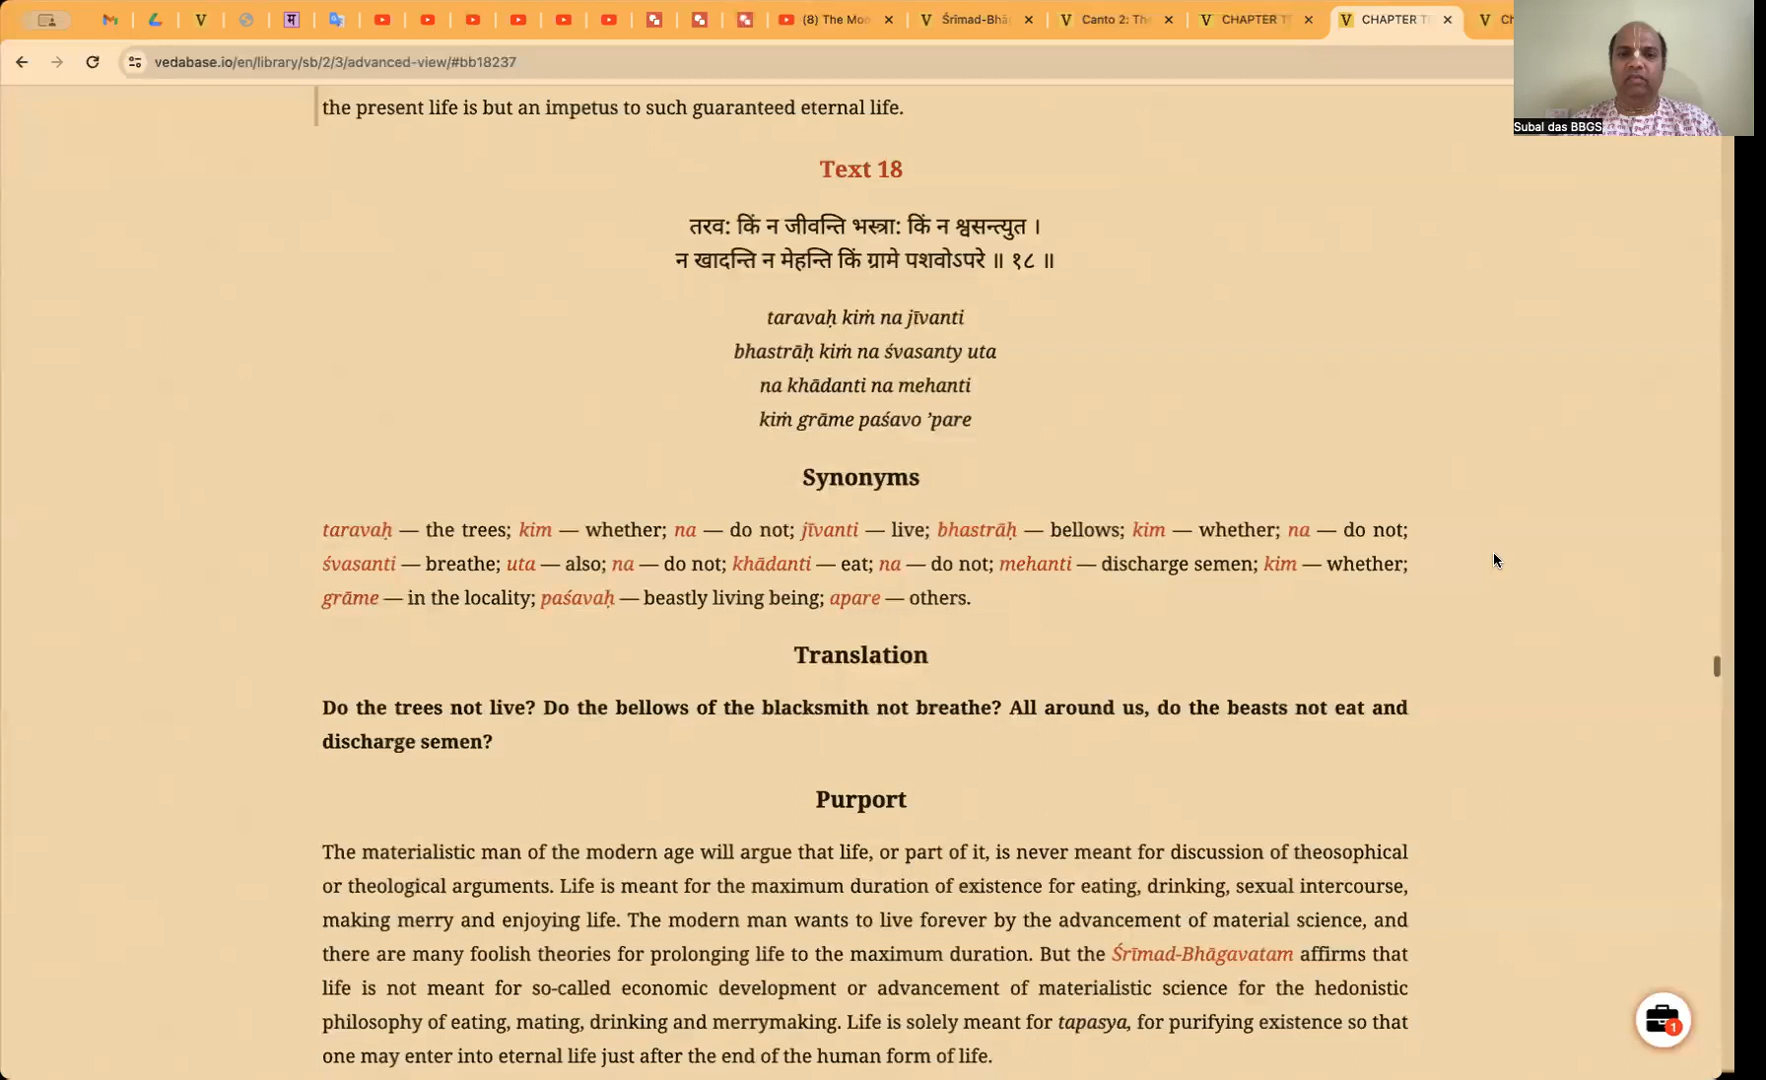 (8) The Moo
Śrīmad-Bhāg
Canto 2: The
CHAPTER T
CHAPTER T
vedabase.io/en/library/sb/2/3/advanced-view/#bb18237
Subal das BBGS
the present life is but an impetus to such guaranteed eternal life.
Text 18
तरव: किं न जीवन्ति भस्त्रा: किं न श्वसन्त्युत ।
न खादन्ति न मेहन्ति किं ग्रामे पशवोऽपरे ॥ १८ ॥
taravaḥ kiṁ na jīvanti
bhastrāḥ kiṁ na śvasanty uta
na khādanti na mehanti
kiṁ grāme paśavo ’pare
Synonyms
taravaḥ — the trees; kim — whether; na — do not; jīvanti — live; bhastrāḥ — bellows; kim — whether; na — do not;
śvasanti — breathe; uta — also; na — do not; khādanti — eat; na — do not; mehanti — discharge semen; kim — whether;
grāme — in the locality; paśavaḥ — beastly living being; apare — others.
Translation
Do the trees not live? Do the bellows of the blacksmith not breathe? All around us, do the beasts not eat and
discharge semen?
Purport
The materialistic man of the modern age will argue that life, or part of it, is never meant for discussion of theosophical
or theological arguments. Life is meant for the maximum duration of existence for eating, drinking, sexual intercourse,
making merry and enjoying life. The modern man wants to live forever by the advancement of material science, and
there are many foolish theories for prolonging life to the maximum duration. But the Śrīmad-Bhāgavatam affirms that
life is not meant for so-called economic development or advancement of materialistic science for the hedonistic
philosophy of eating, mating, drinking and merrymaking. Life is solely meant for tapasya, for purifying existence so that
one may enter into eternal life just after the end of the human form of life.
1